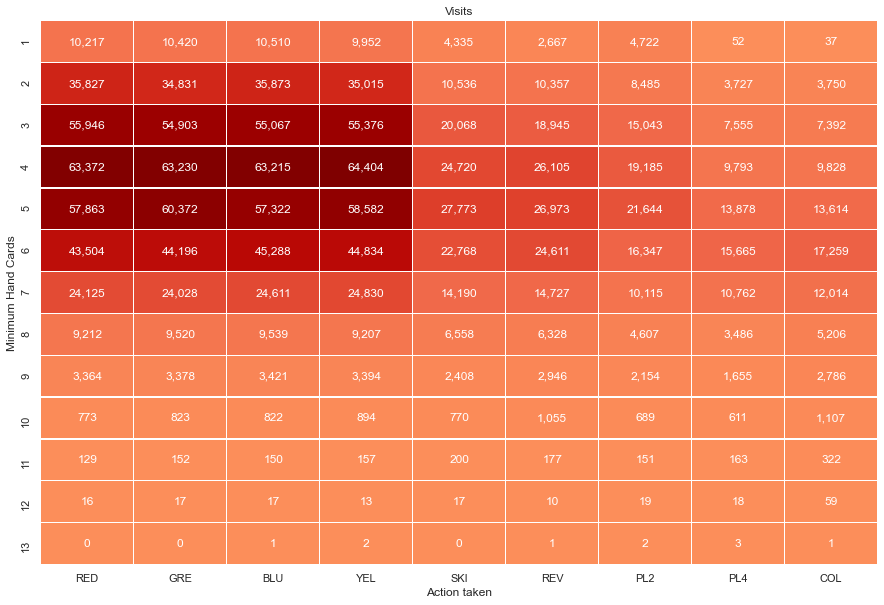 Visits
1 10,217 10,420 10,510 9,952 4,335 2,667 4,722 52 37
2 35,827 34,831 35,873 35,015 10,536 10,357 8,485 3,727 3,750
3 55,946 54,903 55,067 55,376 20,068 18,945 15,043 7,555 7,392
4 63,372 63,230 63,215 64,404 24,720 26,105 19,185 9,793 9,828
5 57,863 60,372 57,322 58,582 27,773 26,973 21,644 13,878 13,614
6 43,504 44,196 45,288 44,834 22,768 24,611 16,347 15,665 17,259
7 24,125 24,028 24,611 24,830 14,190 14,727 10,115 10,762 12,014
8 9,212 9,520 9,539 9,207 6,558 6,328 4,607 3,486 5,206
9 3,364 3,378 3,421 3,394 2,408 2,946 2,154 1,655 2,786
10 773 823 822 894 770 1,055 689 611 1,107
11 129 152 150 157 200 177 151 163 322
12 16 17 17 13 17 10 19 18 59
13 0 0 1 2 0 1 2 3 1
RED GRE BLU YEL SKI REV PL2 PL4 COL
Action taken
Minimum Hand Cards